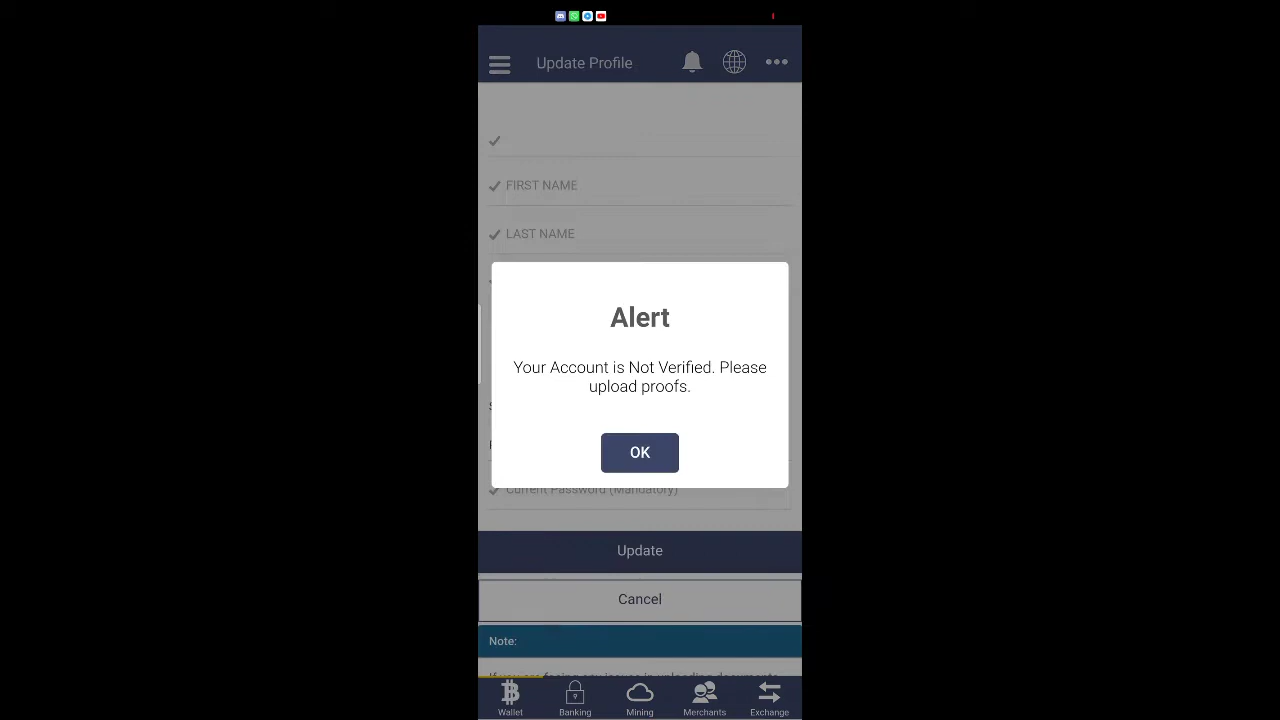 Update Profile
FIRST NAME
LAST NAME
Alert
Your Account is Not Verified. Please
upload proofs.
OK
Current Password (Mandatory)
Update
Cancel
Note:
Wallet
Banking
Mining
Merchants
Exchange